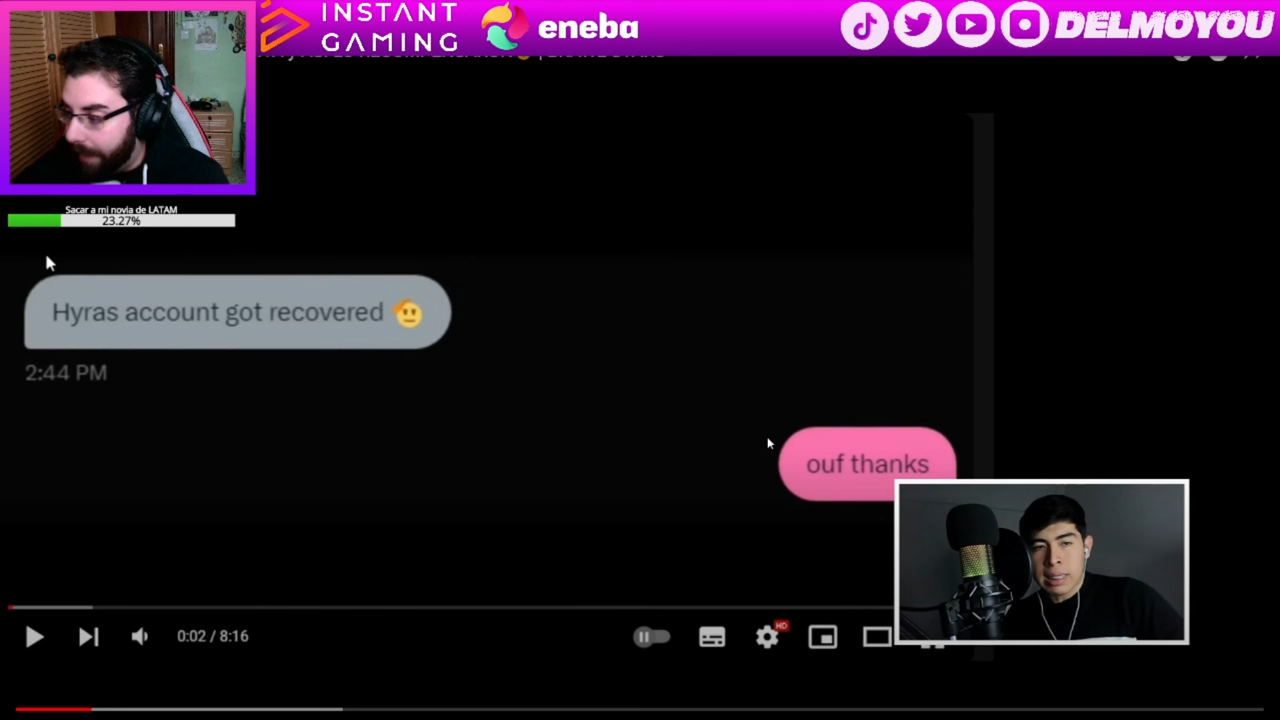 INSTANT
GAMING
eneba
DELMOYOU
Sacar a mi novia de LATAM
23.27%
Hyras account got recovered
2:44 PM
ouf thanks
0:02 / 8:16
HD